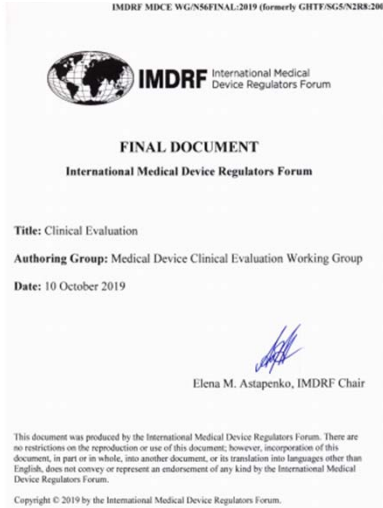 IMDRF MDCE WG/N56FINAL:2019 (formerly GHTF/SG5/N2R8:200
IMDRF International Medical
Device Regulators Forum
FINAL DOCUMENT
International Medical Device Regulators Forum
Title: Clinical Evaluation
Authoring Group: Medical Device Clinical Evaluation Working Group
Date: 10 October 2019
Elena M. Astapenko, IMDRF Chair
This document was produced by the International Medical Device Regulators Forum. There are
no restrictions on the reproduction or use of this document; however, incorporation of this
document, in part or in whole, into another document, or its translation into languages other than
English, does not convey or represent an endorsement of any kind by the International Medical
Device Regulators Forum.
Copyright © 2019 by the International Medical Device Regulators Forum.